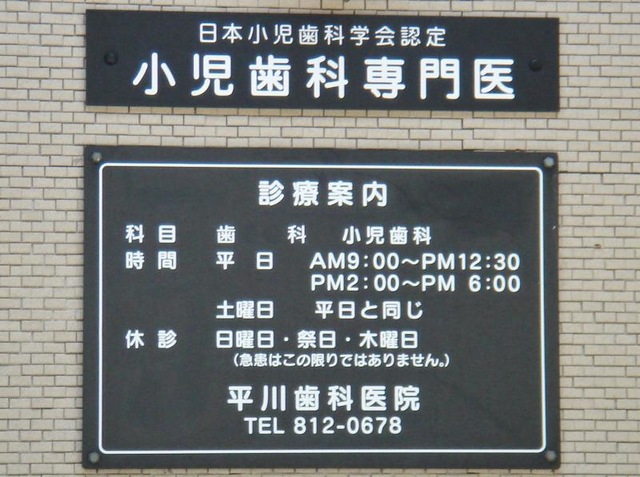 日本小児歯科学会認定
小児歯科専門医
診療案内
科目 歯科 小児歯科
時間 平日 AM9:00〜PM12:30
PM2:00〜PM 6:00
土曜日 平日と同じ
休診 日曜日・祭日・木曜日
(急患はこの限りではありません。)
平川歯科医院
TEL 812-0678